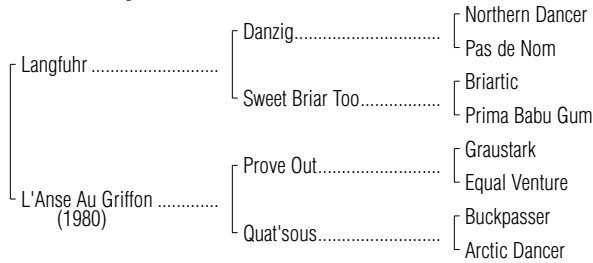 Northern Dancer
Danzig..............................
Pas de Nom
Langfuhr ..........................
Briartic
Sweet Briar Too.................
Prima Babu Gum
Graustark
Prove Out..........................
Equal Venture
L'Anse Au Griffon .............
(1980)
Buckpasser
Quat'sous..........................
Arctic Dancer